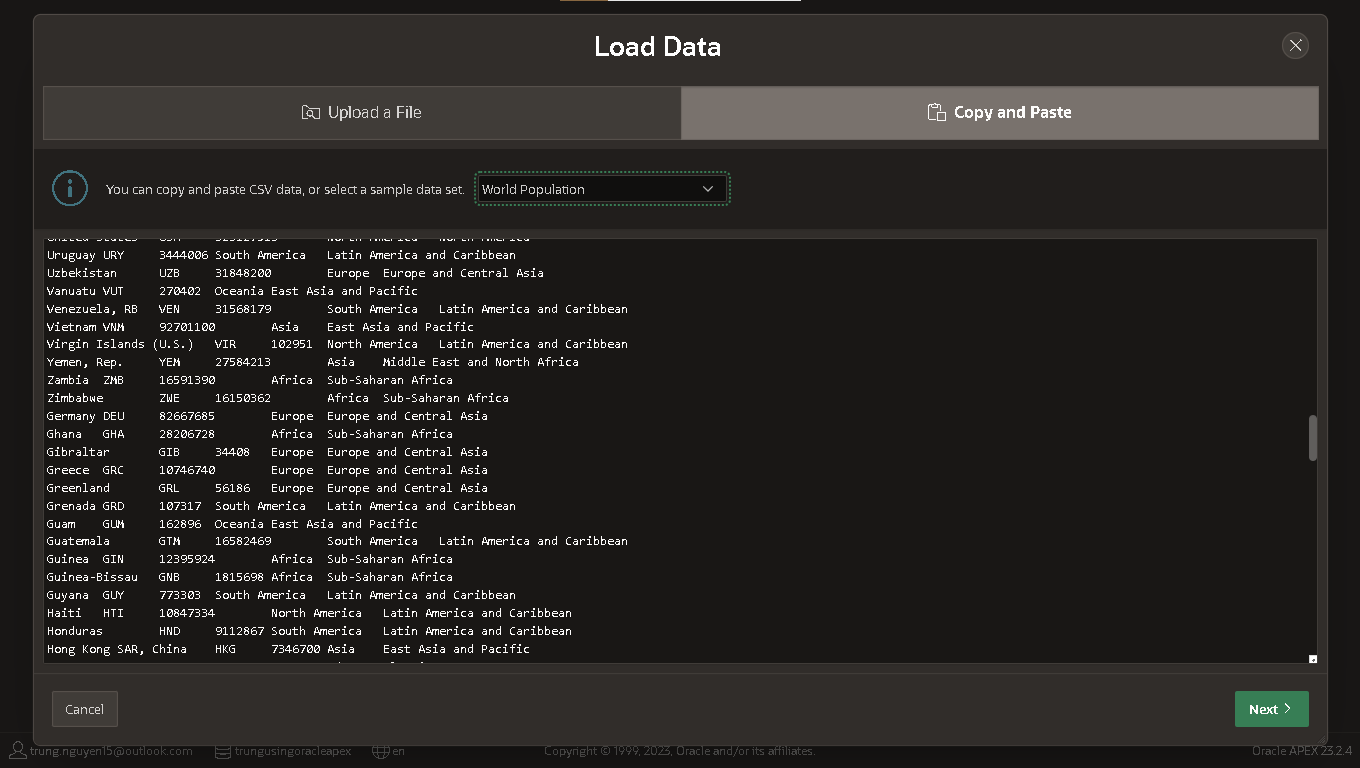 Load Data
Upload a File
Copy and Paste
You can copy and paste CSV data, or select a sample data set.
World Population
United States USA 323127513 North America North America
Uruguay URY 3444006 South America Latin America and Caribbean
Uzbekistan UZB 31848200 Europe Europe and Central Asia
Vanuatu VUT 270402 Oceania East Asia and Pacific
Venezuela, RB VEN 31568179 South America Latin America and Caribbean
Vietnam VNM 92701100 Asia East Asia and Pacific
Virgin Islands (U.S.) VIR 102951 North America Latin America and Caribbean
Yemen, Rep. YEM 27584213 Asia Middle East and North Africa
Zambia ZMB 16591390 Africa Sub-Saharan Africa
Zimbabwe ZWE 16150362 Africa Sub-Saharan Africa
Germany DEU 82667685 Europe Europe and Central Asia
Ghana GHA 28206728 Africa Sub-Saharan Africa
Gibraltar GIB 34408 Europe Europe and Central Asia
Greece GRC 10746740 Europe Europe and Central Asia
Greenland GRL 56186 Europe Europe and Central Asia
Grenada GRD 107317 South America Latin America and Caribbean
Guam GUM 162896 Oceania East Asia and Pacific
Guatemala GTM 16582469 South America Latin America and Caribbean
Guinea GIN 12395924 Africa Sub-Saharan Africa
Guinea-Bissau GNB 1815698 Africa Sub-Saharan Africa
Guyana GUY 773303 South America Latin America and Caribbean
Haiti HTI 10847334 North America Latin America and Caribbean
Honduras HND 9112867 South America Latin America and Caribbean
Hong Kong SAR, China HKG 7346700 Asia East Asia and Pacific
Cancel
Next
trung.nguyen15@outlook.com
trungusingoracleapex
en
Copyright © 1999, 2023, Oracle and/or its affiliates.
Oracle APEX 23.2.4